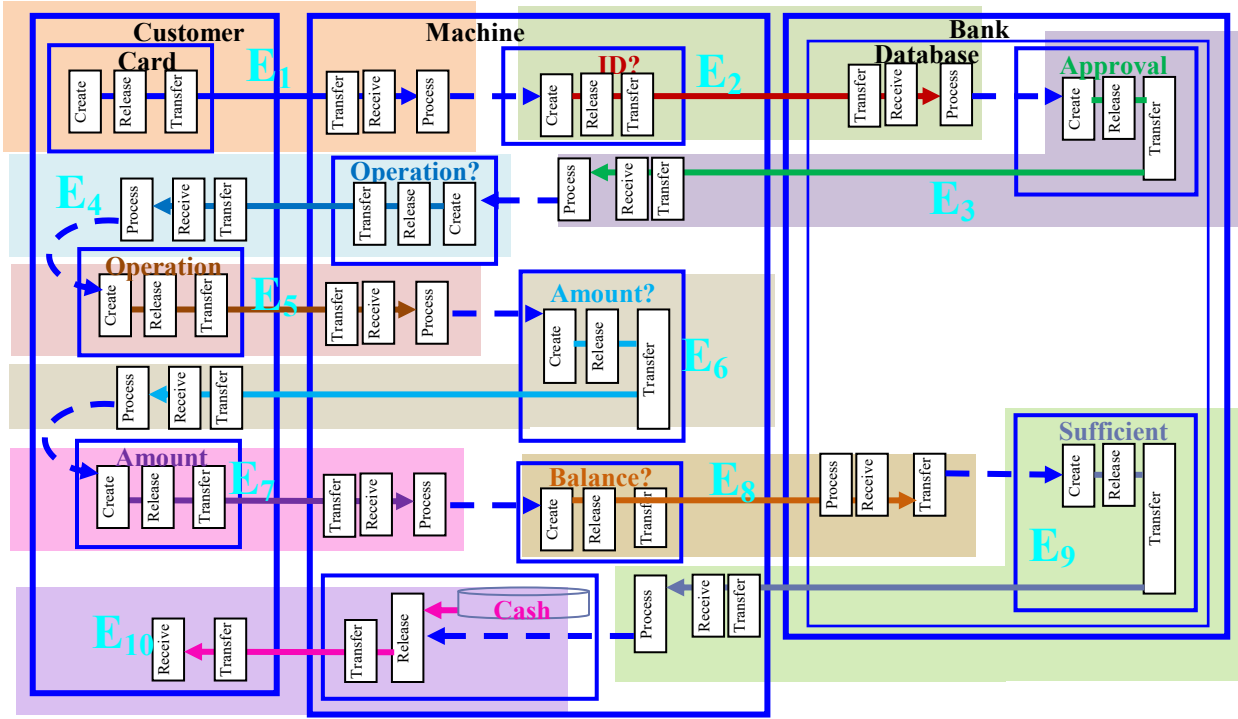 Customer
Machine
Bank
Database
Card
E1
ID?
E2
Approval
Create
Release
Transfer
Transfer
Receive
Process
Create
Release
Transfer
Transfer
Receive
Process
Create
Release
Transfer
E4
Process
Receive
Transfer
Operation?
Transfer
Release
Create
Process
Receive
Transfer
E3
Operation
Create
Release
Transfer
E5
Transfer
Receive
Process
Amount?
Create
Release
Transfer
E6
Process
Receive
Transfer
Amount
Create
Release
Transfer
E7
Transfer
Receive
Process
Balance?
Create
Release
Transfer
E8
Process
Receive
Transfer
Sufficient
Create
Release
Transfer
E9
E10
Receive
Transfer
Transfer
Release
Cash
Process
Receive
Transfer